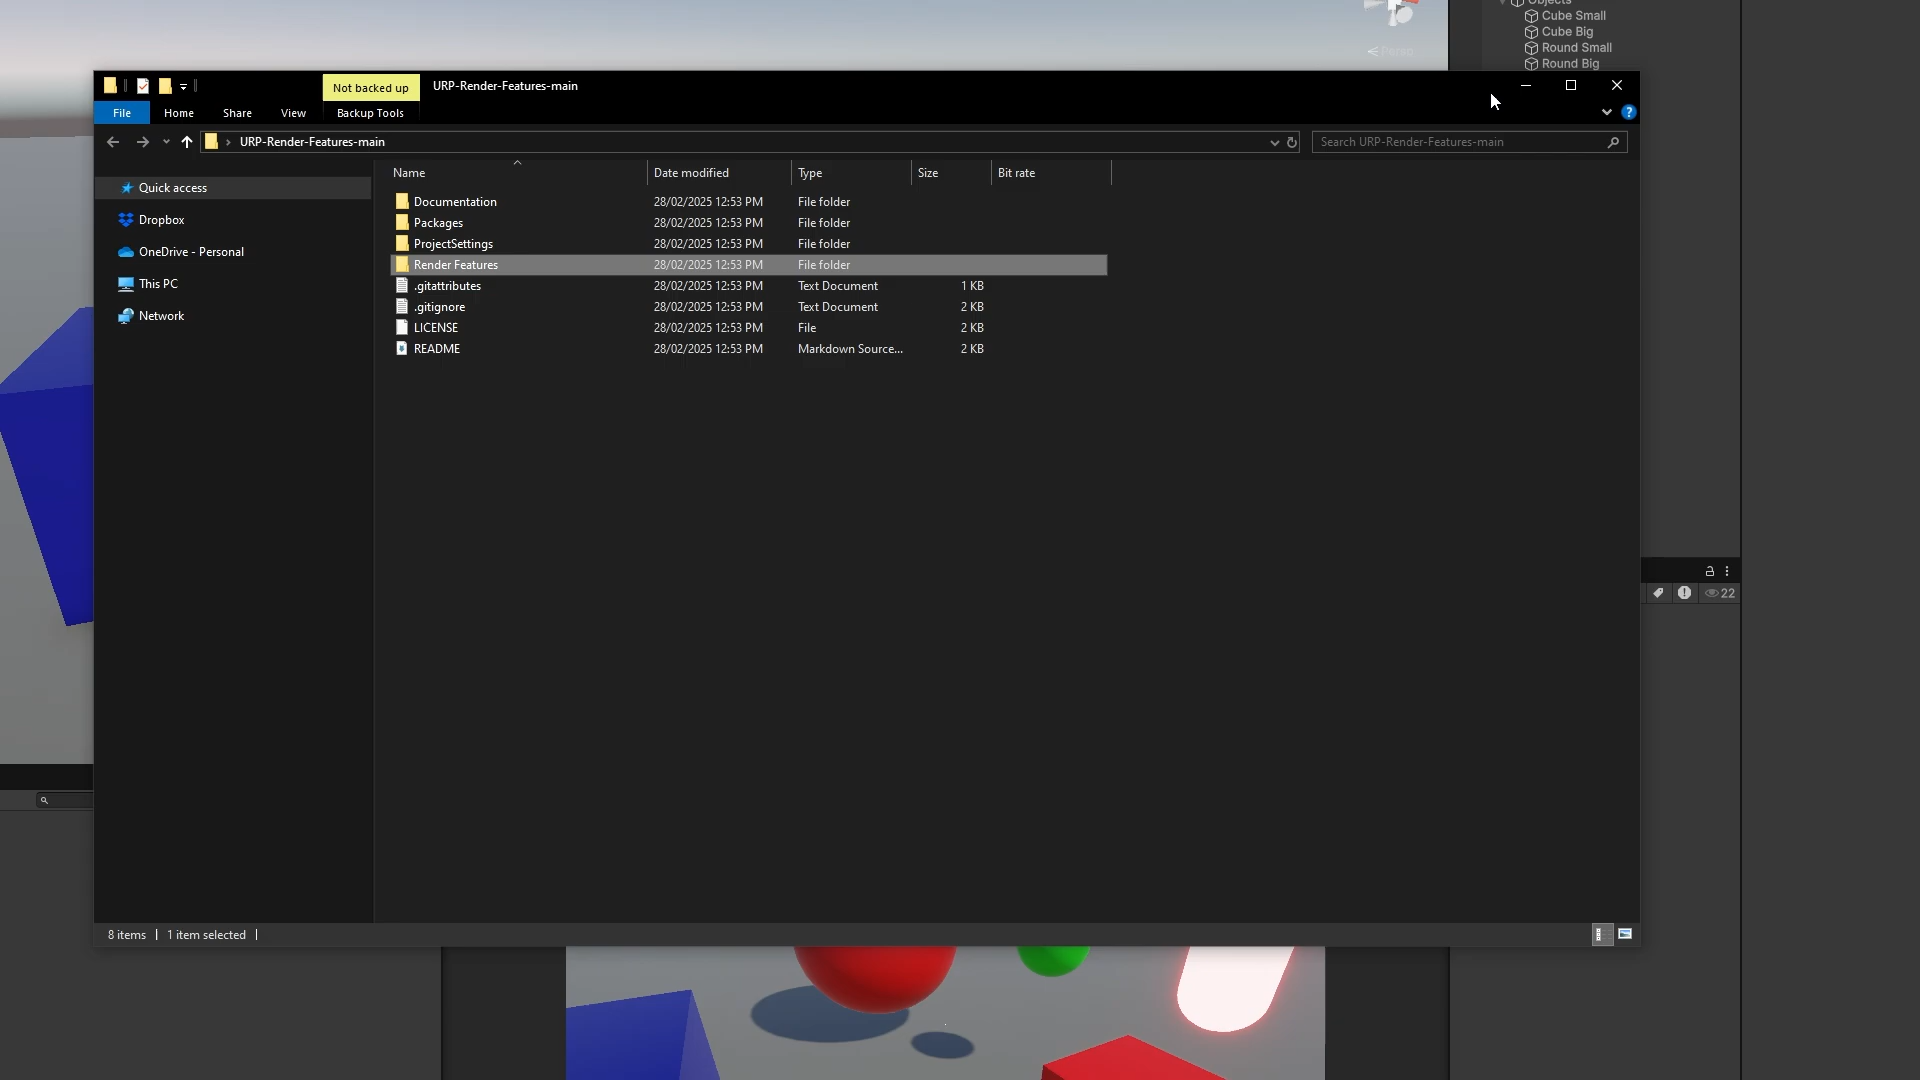 Objects
Cube Small
Cube Big
Round Small
Persp
Round Big
Not backed up
URP-Render-Features-main
File
Home
Share
View
Backup Tools
?
URP-Render-Features-main
Search URP-Render-Features-main
Name
Date modified
Type
Size
Bit rate
Quick access
Dropbox
OneDrive - Personal
This PC
Network
Documentation 28/02/2025 12:53 PM File folder
Packages 28/02/2025 12:53 PM File folder
ProjectSettings 28/02/2025 12:53 PM File folder
Render Features 28/02/2025 12:53 PM File folder
.gitattributes 28/02/2025 12:53 PM Text Document 1 KB
.gitignore 28/02/2025 12:53 PM Text Document 2 KB
LICENSE 28/02/2025 12:53 PM File 2 KB
README 28/02/2025 12:53 PM Markdown Source... 2 KB
22
8 items
1 item selected